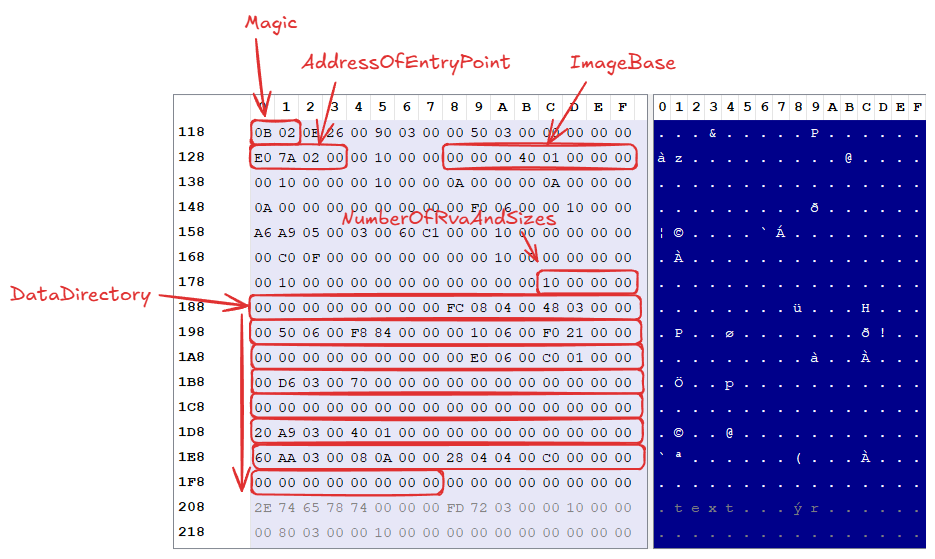 Magic
AddressOfEntryPoint
ImageBase
0 1 2 3 4 5 6 7 8 9 A B C D E F 0 1 2 3 4 5 6 7 8 9 A B C D E F
118 0B 02 0E 26 00 90 03 00 00 50 03 00 00 00 00 00 . . . & . . . . . P . . . . . .
128 E0 7A 02 00 00 10 00 00 00 00 00 40 01 00 00 00 à z . . . . . . . . . @ . . . .
138 00 10 00 00 00 10 00 00 0A 00 00 00 0A 00 00 00 . . . . . . . . . . . . . . . .
148 0A 00 00 00 00 00 00 00 00 F0 06 00 00 10 00 00 . . . . . . . . . ð . . . . . .
NumberOfRvaAndSizes
158 A6 A9 05 00 03 00 60 C1 00 00 10 00 00 00 00 00 ¦ © . . . . ` Á . . . . . . . .
168 00 C0 0F 00 00 00 00 00 00 00 10 00 00 00 00 00 . À . . . . . . . . . . . . . .
178 00 10 00 00 00 00 00 00 00 00 00 00 10 00 00 00 . . . . . . . . . . . . . . . .
DataDirectory
188 00 00 00 00 00 00 00 00 FC 08 04 00 48 03 00 00 . . . . . . . . ü . . . H . . .
198 00 50 06 00 F8 84 00 00 00 10 06 00 F0 21 00 00 . P . . ø . . . . . . . ð ! . .
1A8 00 00 00 00 00 00 00 00 00 E0 06 00 C0 01 00 00 . . . . . . . . . à . . À . . .
1B8 00 D6 03 00 70 00 00 00 00 00 00 00 00 00 00 00 . Ö . . p . . . . . . . . . . .
1C8 00 00 00 00 00 00 00 00 00 00 00 00 00 00 00 00 . . . . . . . . . . . . . . . .
1D8 20 A9 03 00 40 01 00 00 00 00 00 00 00 00 00 00 . © . . @ . . . . . . . . . . .
1E8 60 AA 03 00 08 0A 00 00 28 04 04 00 C0 00 00 00 ` ª . . . . . . ( . . . À . . .
1F8 00 00 00 00 00 00 00 00 00 00 00 00 00 00 00 00 . . . . . . . . . . . . . . . .
208 2E 74 65 78 74 00 00 00 FD 72 03 00 00 10 00 00 . t e x t . . . ý r . . . . . .
218 00 80 03 00 00 10 00 00 00 00 00 00 00 00 00 00 . . . . . . . . . . . . . . . .